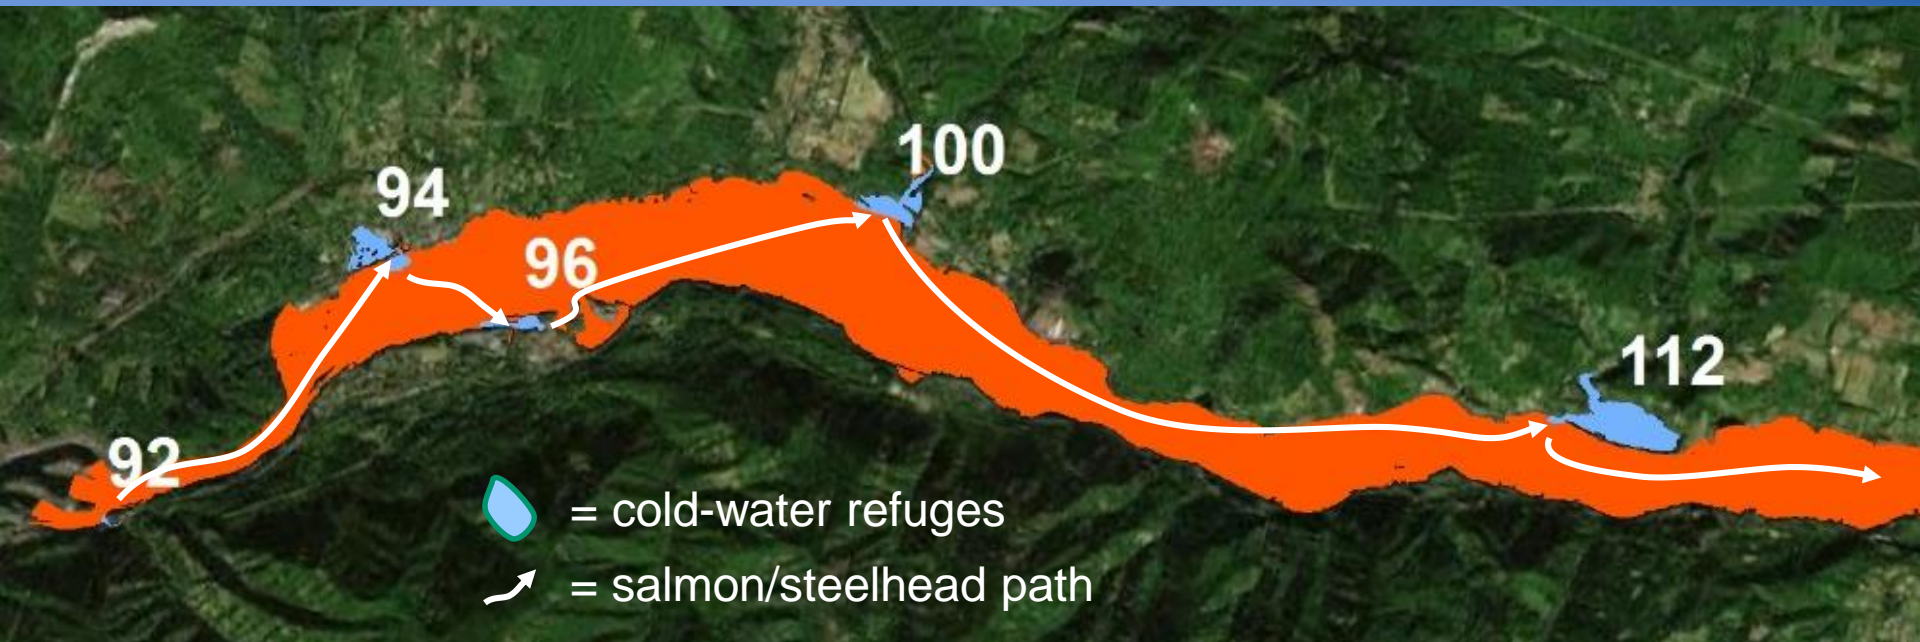 100
94
96
112
92
= cold-water refuges
= salmon/steelhead path